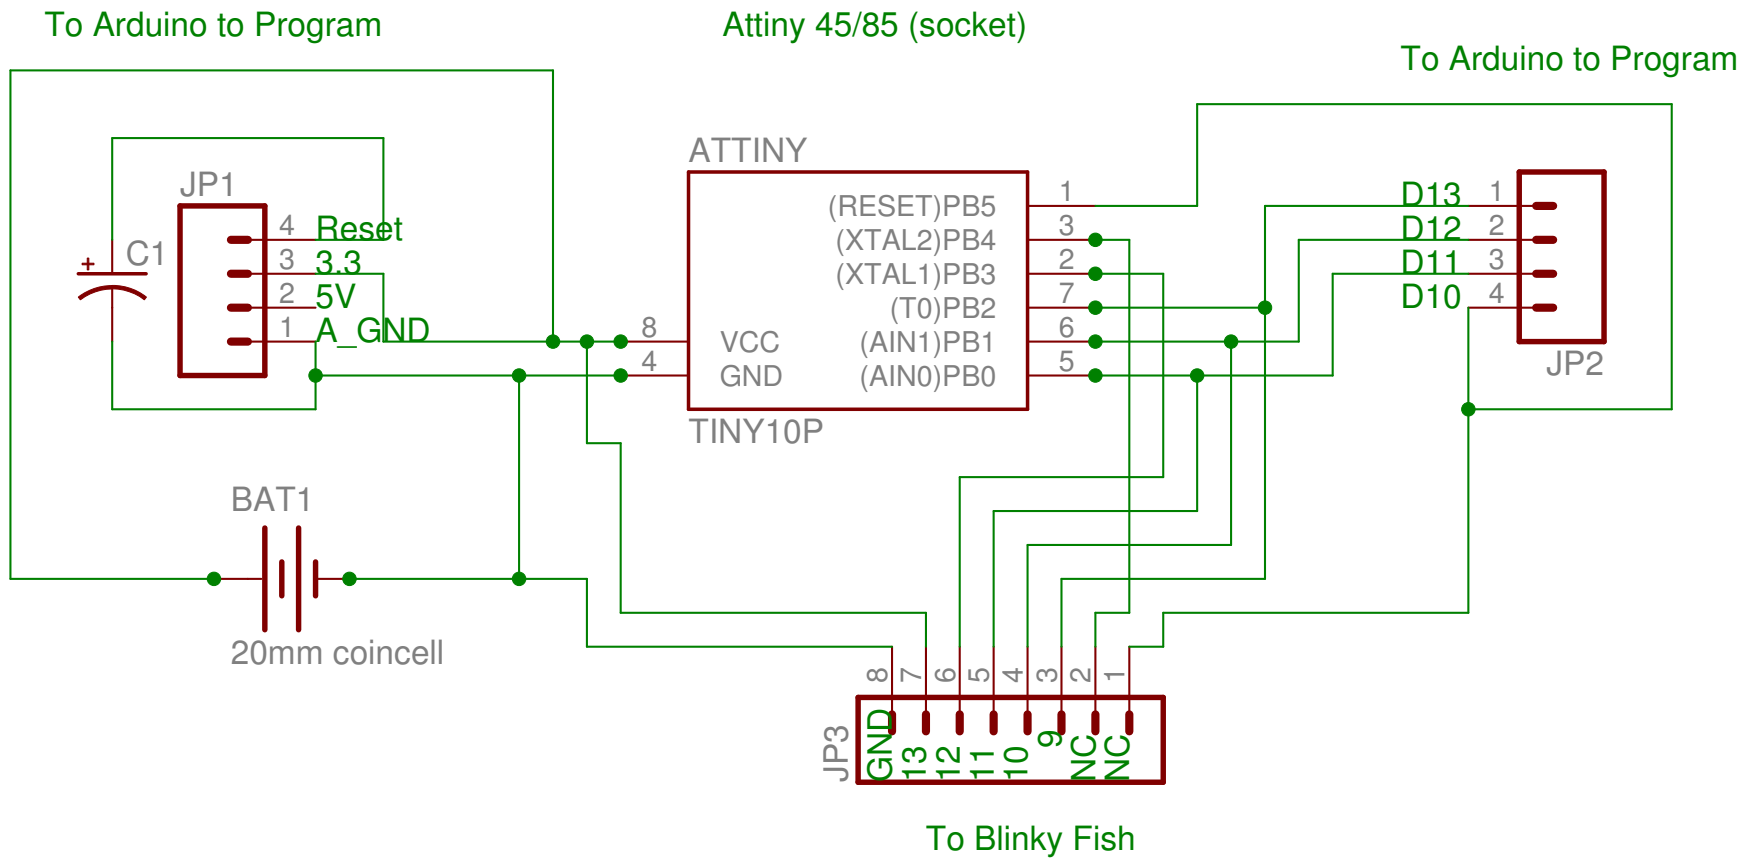 To Arduino to Program
Attiny 45/85 (socket)
To Arduino to Program
ATTINY
JP1
4 Reset
3 3.3
2 5V
1 A_GND
+ C1
(RESET)PB5 1
(XTAL2)PB4 3
(XTAL1)PB3 2
(T0)PB2 7
8 VCC (AIN1)PB1 6
4 GND (AIN0)PB0 5
TINY10P
D13 1
D12 2
D11 3
D10 4
JP2
BAT1
20mm coincell
8 7 6 5 4 3 2 1
JP3
GND 13 12 11 10 9 NC NC
To Blinky Fish